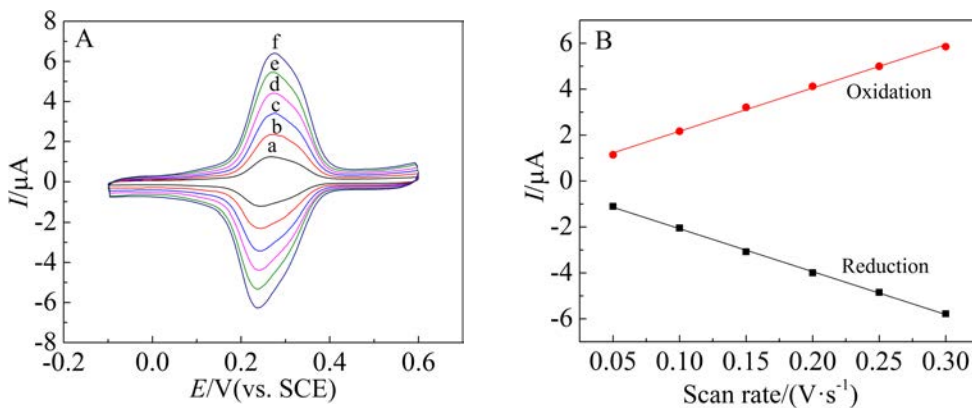 A
8
6
4
2
0
-2
-4
-6
-8
I/μA
f
e
d
c
b
a
-0.2 0.0 0.2 0.4 0.6
E/V(vs. SCE)
B
6
4
2
0
-2
-4
-6
I/μA
Oxidation
Reduction
0.05 0.10 0.15 0.20 0.25 0.30
Scan rate/(V·s⁻¹)